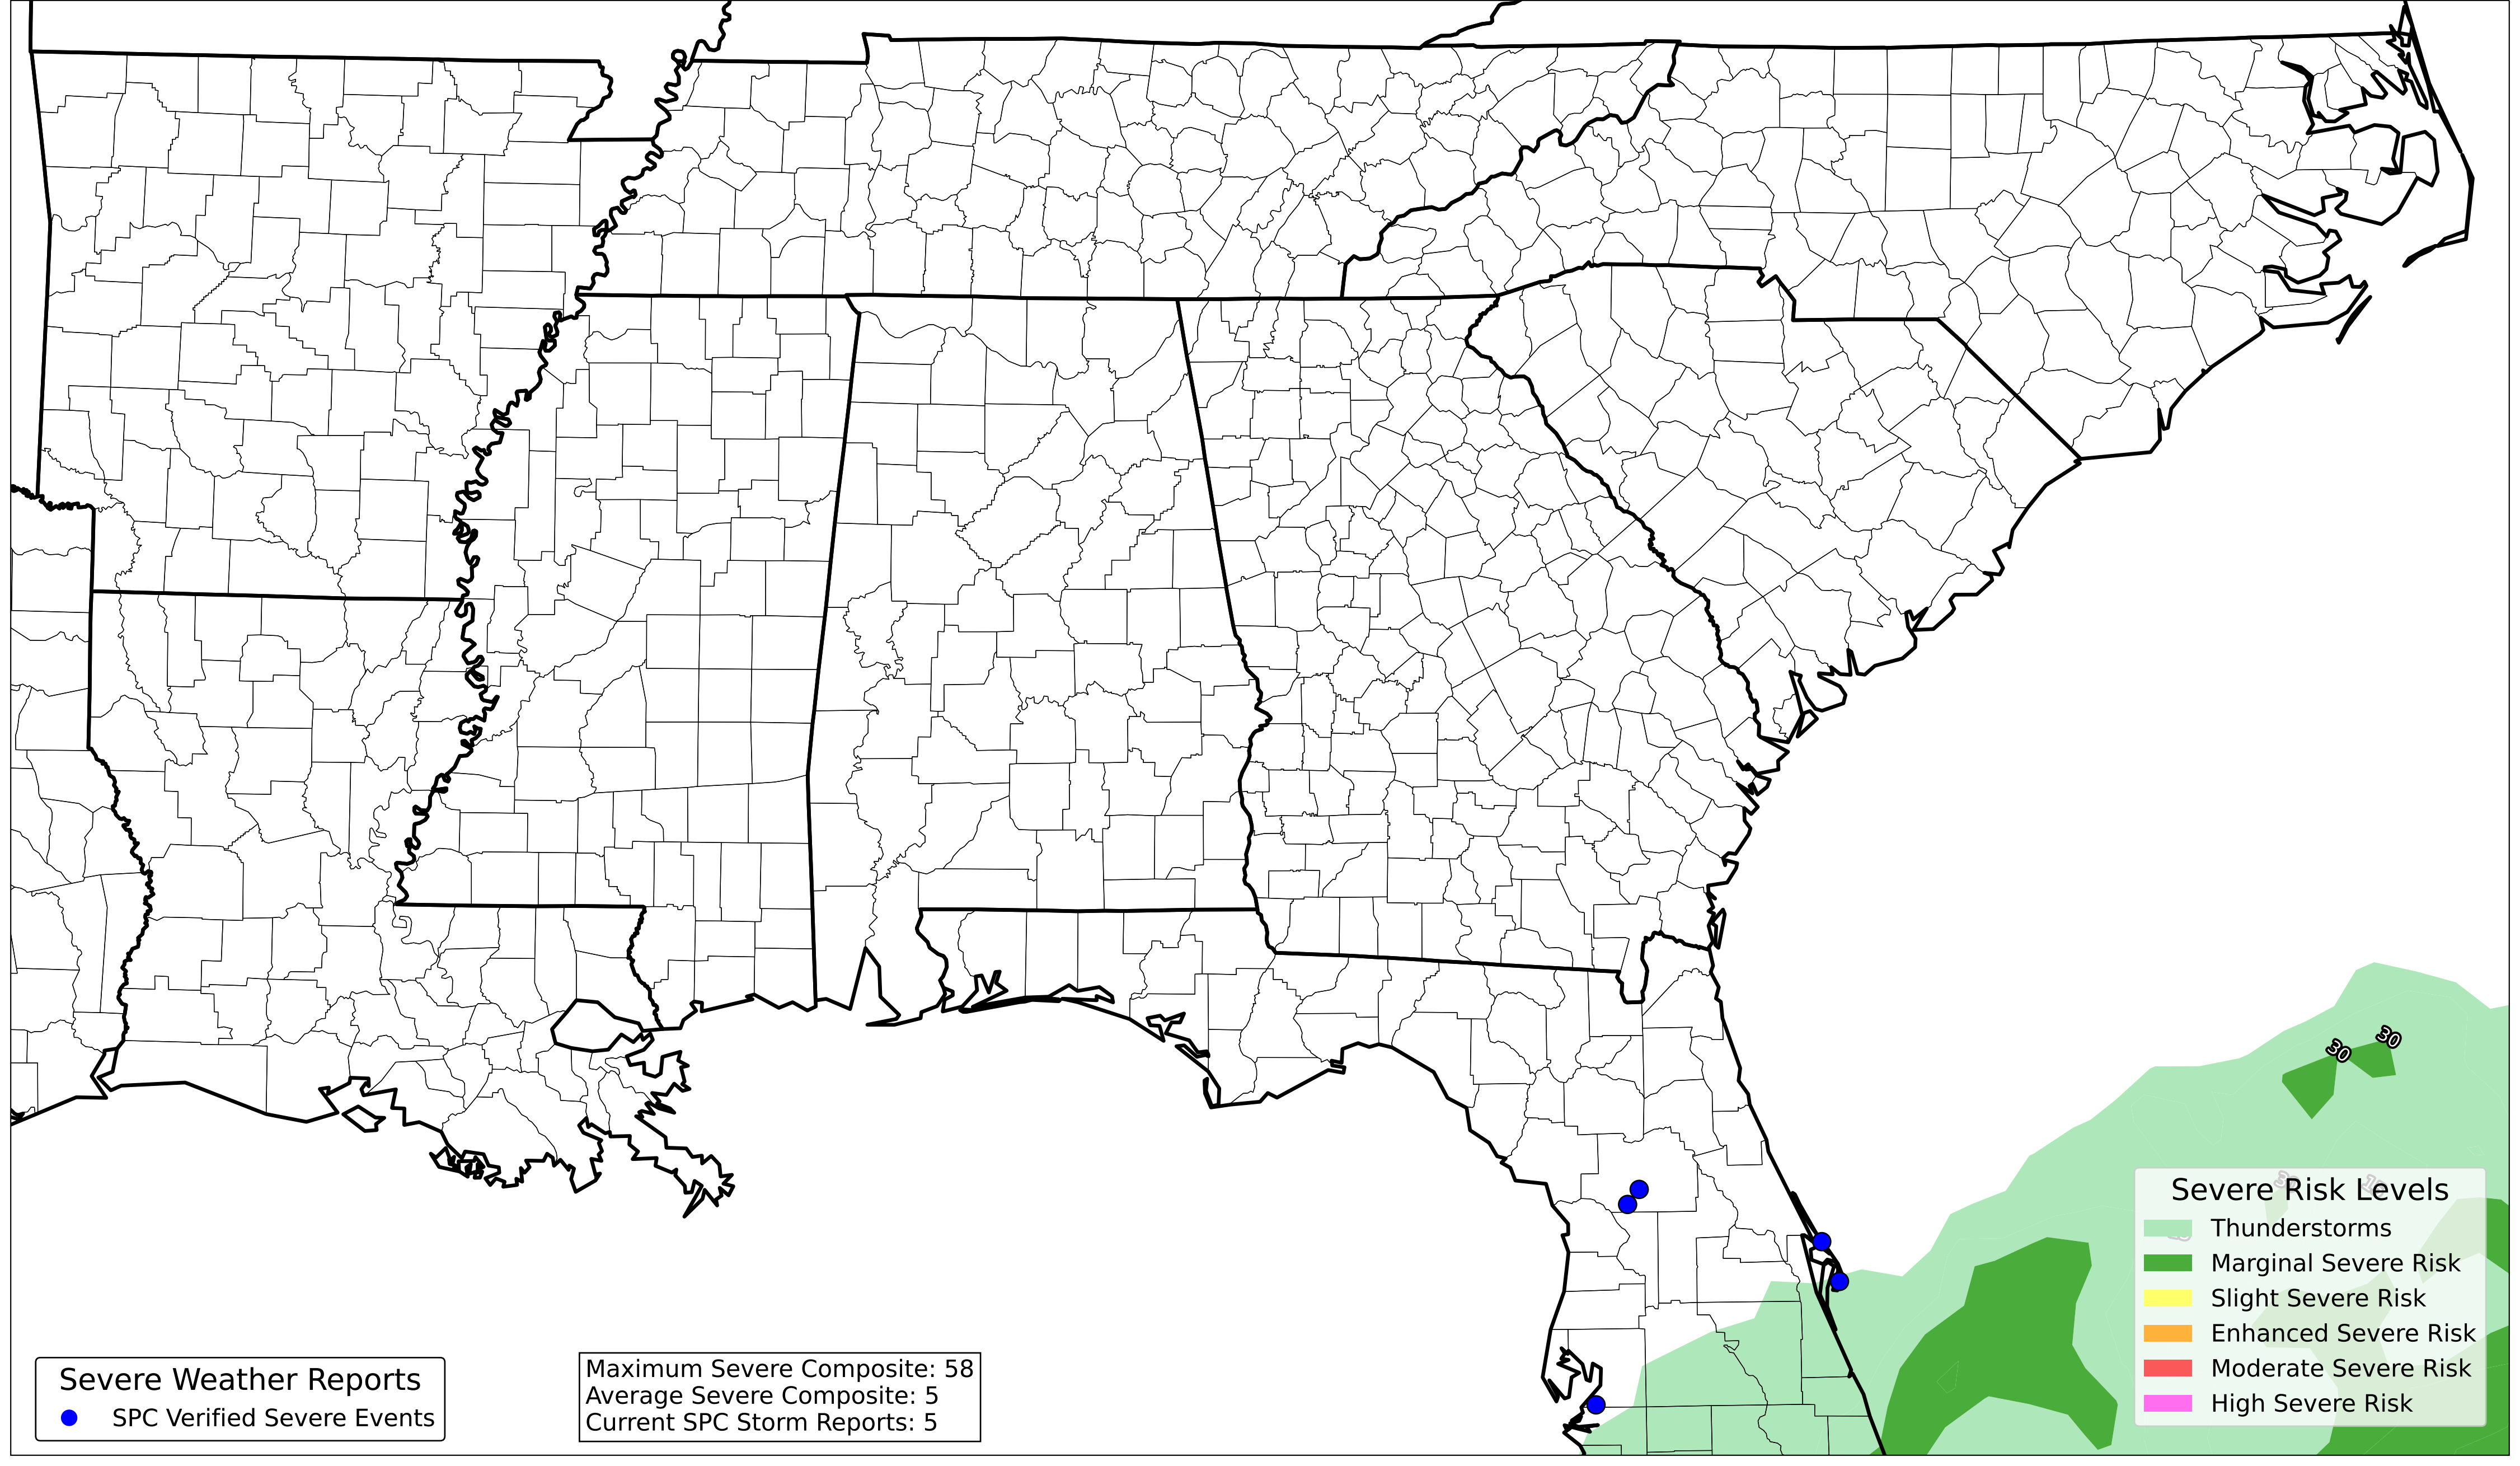 30
30
Severe Risk Levels
Thunderstorms
Marginal Severe Risk
Slight Severe Risk
Enhanced Severe Risk
Moderate Severe Risk
High Severe Risk
Severe Weather Reports
SPC Verified Severe Events
Maximum Severe Composite: 58
Average Severe Composite: 5
Current SPC Storm Reports: 5